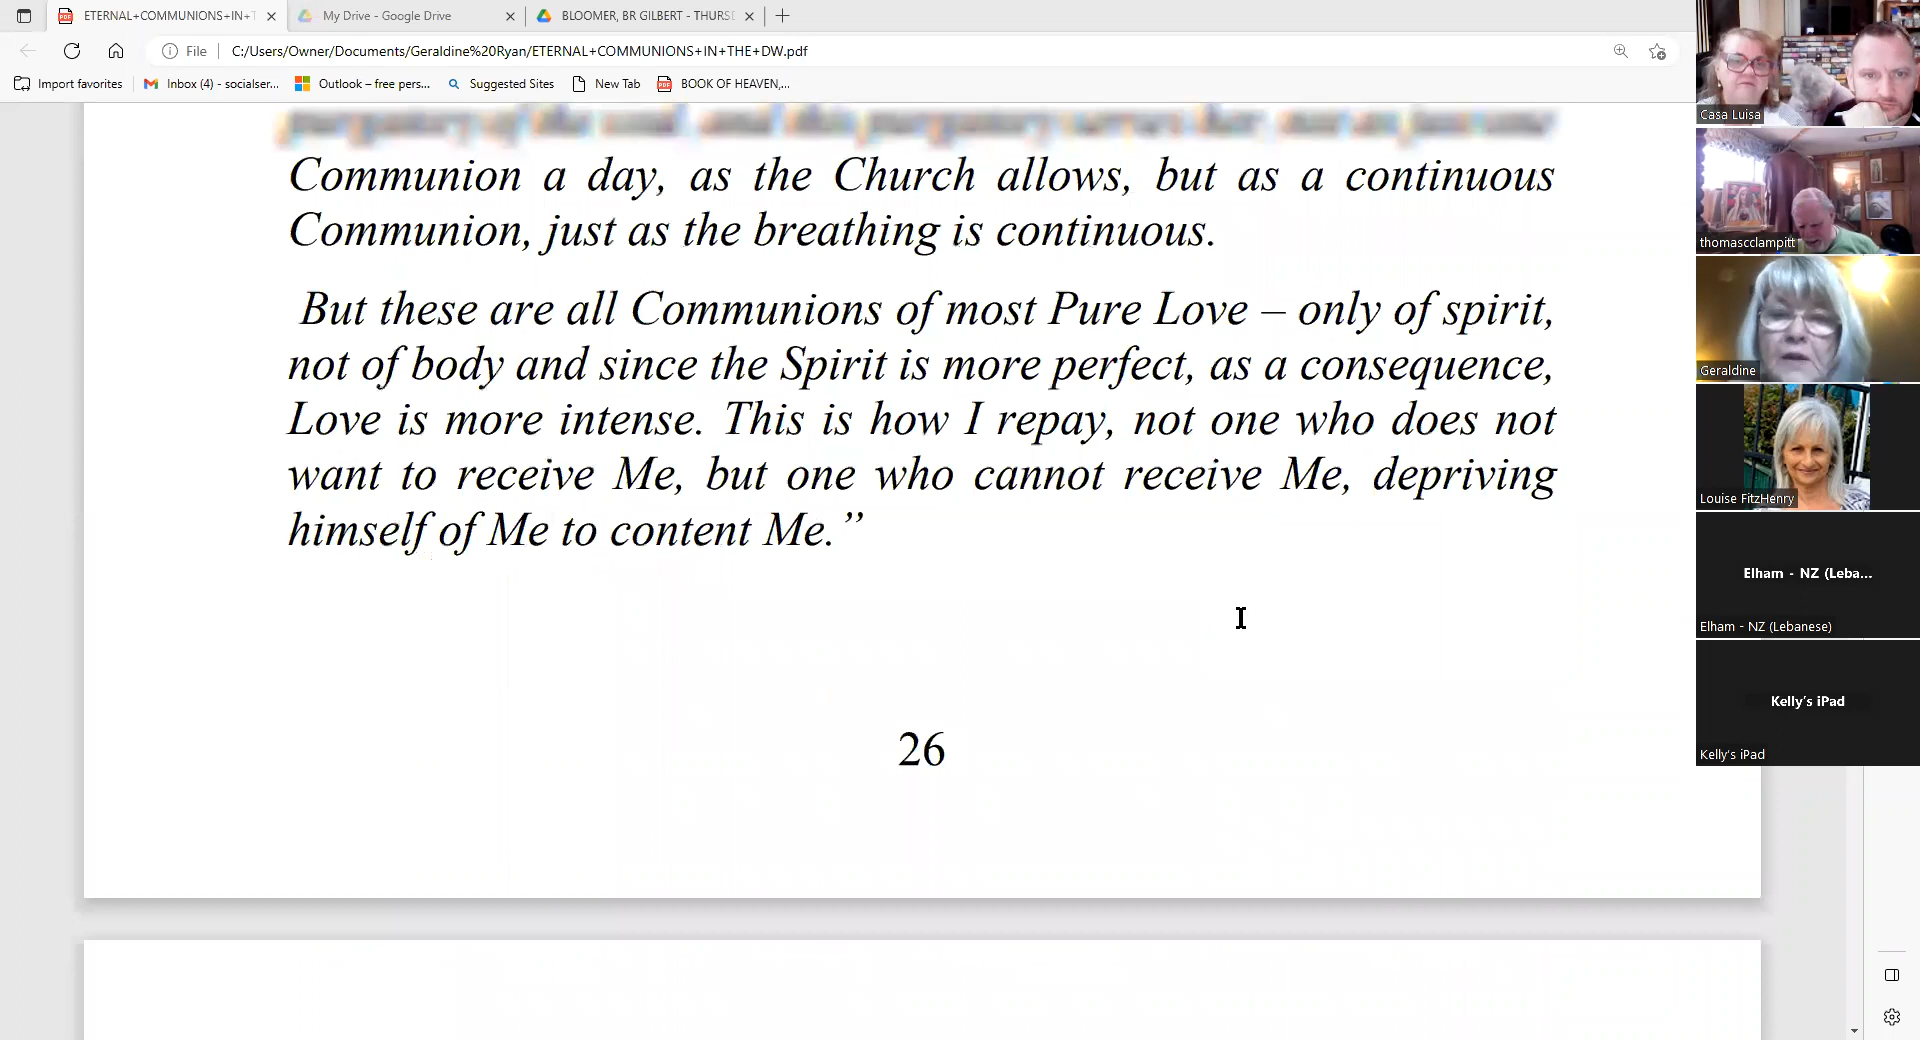 ETERNAL+COMMUNIONS+IN+T
My Drive - Google Drive
BLOOMER, BR GILBERT - THURSD
File
C:/Users/Owner/Documents/Geraldine%20Ryan/ETERNAL+COMMUNIONS+IN+THE+DW.pdf
Import favorites
Inbox (4) - socialser...
Outlook – free pers...
Suggested Sites
New Tab
BOOK OF HEAVEN,...
Communion a day, as the Church allows, but as a continuous
Communion, just as the breathing is continuous.
But these are all Communions of most Pure Love – only of spirit,
not of body and since the Spirit is more perfect, as a consequence,
Love is more intense. This is how I repay, not one who does not
want to receive Me, but one who cannot receive Me, depriving
himself of Me to content Me.”
26
Casa Luisa
thomascclampitt
Geraldine
Louise FitzHenry
Elham - NZ (Leba...
Elham - NZ (Lebanese)
Kelly's iPad
Kelly's iPad